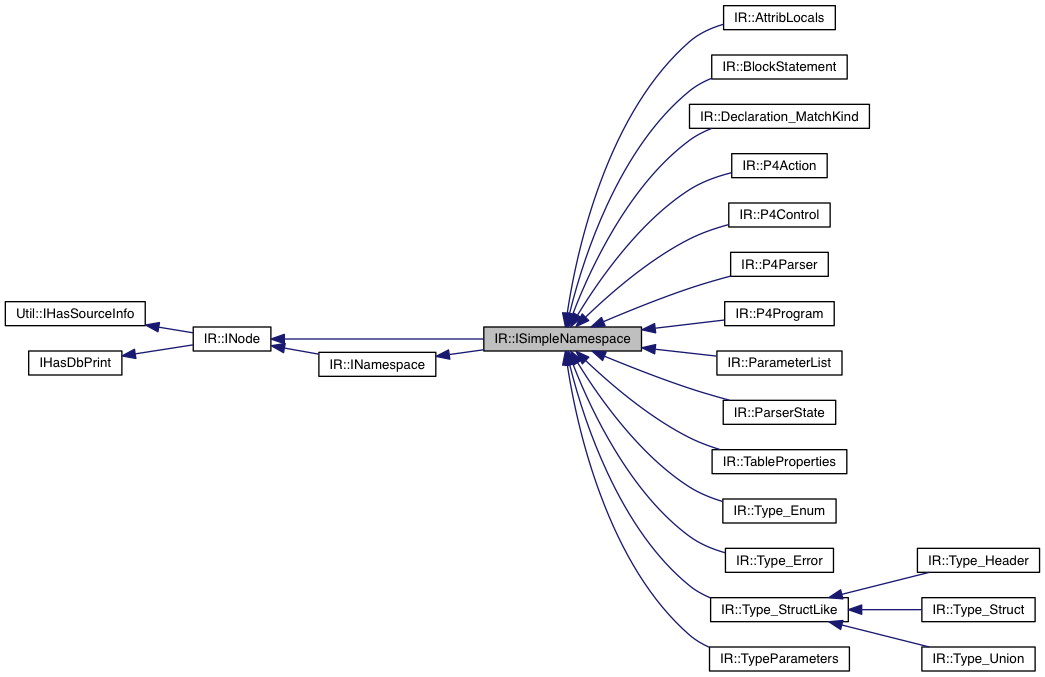 IR::AttribLocals
IR::BlockStatement
IR::Declaration_MatchKind
IR::P4Action
IR::P4Control
IR::P4Parser
Util::IHasSourceInfo
IR::P4Program
IR::INode
IR::ISimpleNamespace
IHasDbPrint
IR::INamespace
IR::ParameterList
IR::ParserState
IR::TableProperties
IR::Type_Enum
IR::Type_Error
IR::Type_Header
IR::Type_StructLike
IR::Type_Struct
IR::TypeParameters
IR::Type_Union